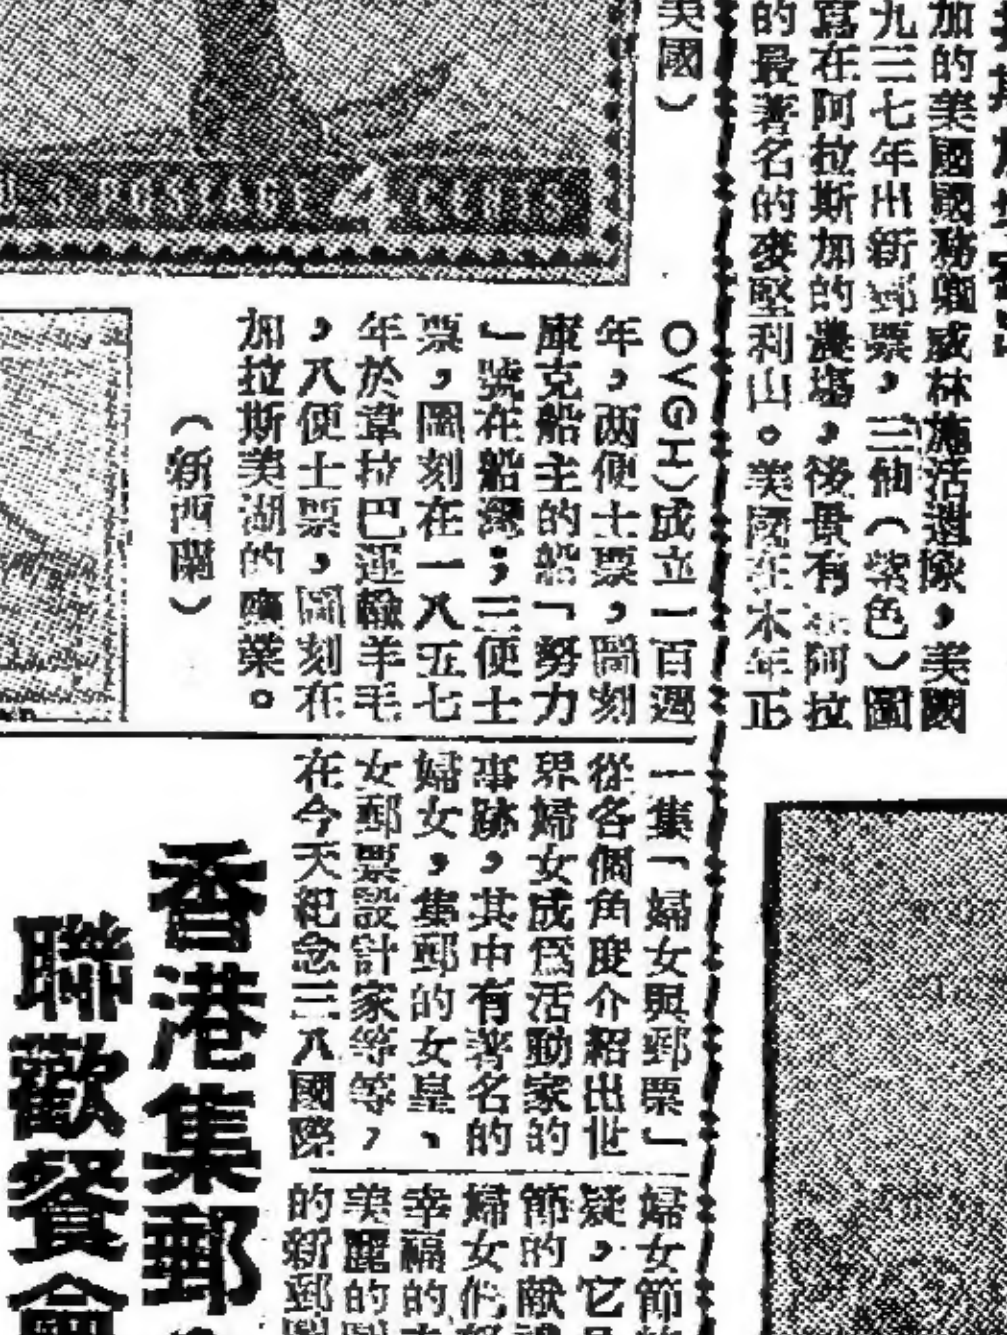 加的美國國務卿威林施活遺像，美國
九三七年出新郵票，三仙（紫色）圖
寫在阿拉斯加的農場，後景有在阿拉
的最著名的麥堅利山。美國在本年正
美國）
U S POSTAGE 4 CENTS
OVGH）成立一百週
年，两便士票，圖刻
庫克船主的船「努力
」號在船塢；三便士
票，圖刻在一八五七
年於韋拉巴運輸羊毛
，八便士票，圖刻在
加拉斯美湖的商業。
（新西蘭）
一集「婦女與郵票」
從各個角度介紹出世
界婦女成爲活動家的
事跡，其中有著名的
婦女，集郵的女皇、
女郵票設計家等等，
在今天紀念三八國際
婦女節
疑，它
節的獻
婦女們
幸福的
美麗的
的新郵
香港集郵
聯歡餐會